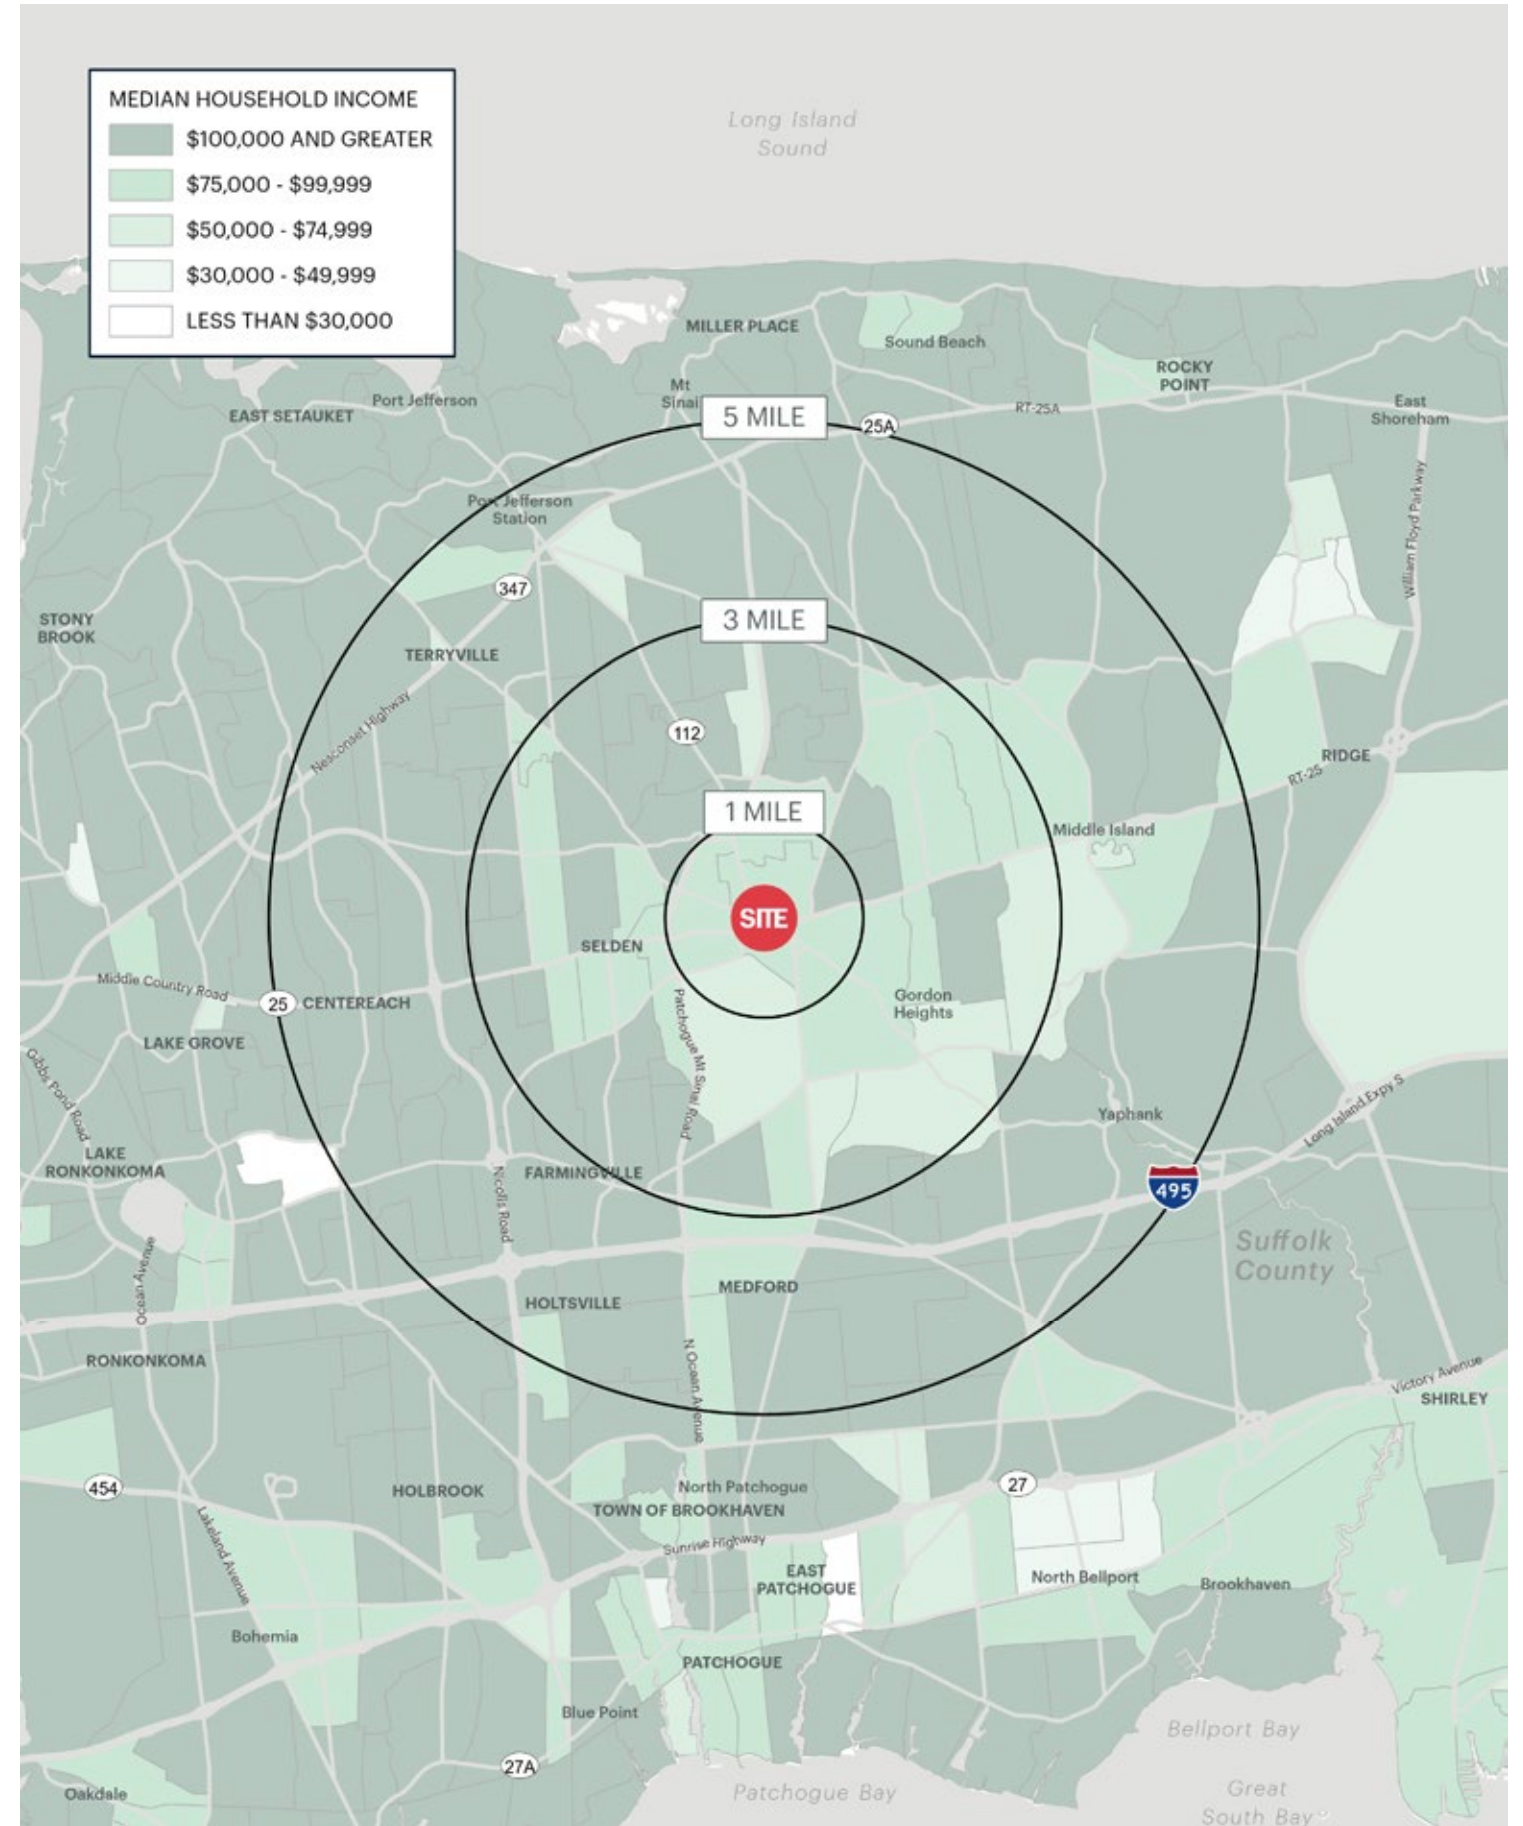 MEDIAN HOUSEHOLD INCOME
$100,000 AND GREATER
$75,000 - $99,999
$50,000 - $74,999
$30,000 - $49,999
LESS THAN $30,000
Long Island
Sound
MILLER PLACE
Sound Beach
ROCKY
POINT
Mt
Sinai
Port Jefferson
EAST SETAUKET
5 MILE
25A
RT-25A
East
Shoreham
Port Jefferson
Station
William Floyd Parkway
347
STONY
BROOK
3 MILE
TERRYVILLE
Nesconset Highway
112
RIDGE
RT-25
1 MILE
Middle Island
SITE
SELDEN
Middle Country Road
25
CENTEREACH
Gordon
Heights
LAKE GROVE
Patchogue Mt Sinai Road
Gibbs Pond Road
Yaphank
Long Island Expy S
LAKE
RONKONKOMA
FARMINGVILLE
Nicolls Road
495
Suffolk
County
Ocean Avenue
MEDFORD
HOLTSVILLE
RONKONKOMA
N Ocean Avenue
Victory Avenue
SHIRLEY
454
HOLBROOK
North Patchogue
27
TOWN OF BROOKHAVEN
Lakeland Avenue
Sunrise Highway
EAST
PATCHOGUE
North Bellport
Brookhaven
Bohemia
PATCHOGUE
Blue Point
Bellport Bay
27A
Oakdale
Patchogue Bay
Great
South Bay